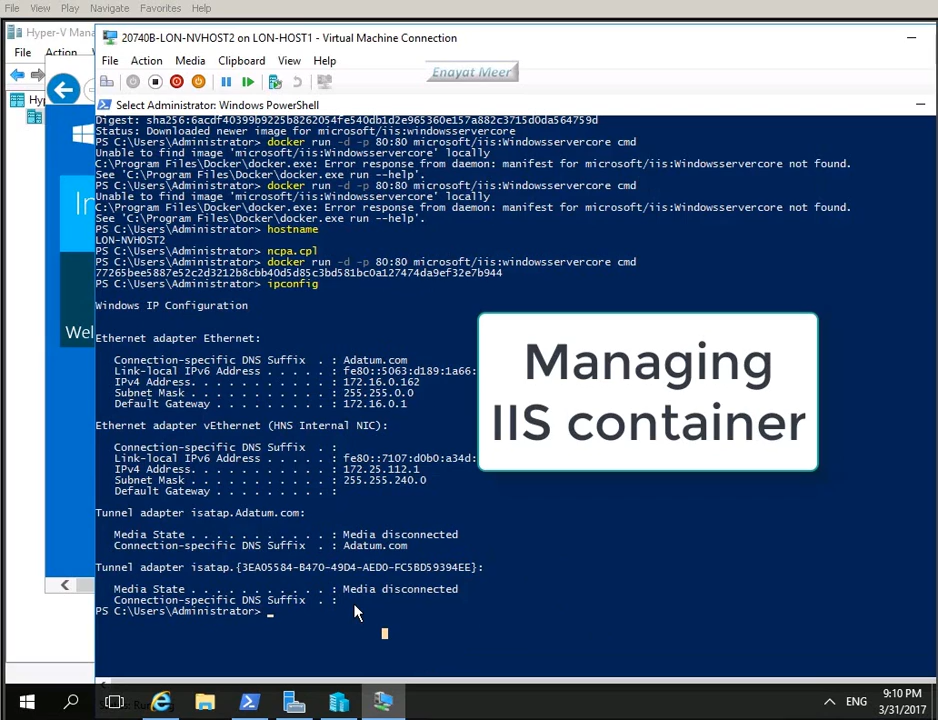 File View Play Navigate Favorites Help
Hyper-V Mana
File Action
20740B-LON-NVHOST2 on LON-HOST1 - Virtual Machine Connection
File Action Media Clipboard View Help
Enayat Meer
Select Administrator: Windows PowerShell
Digest: sha256:6acdf40399b9225b8262054fe540db1d2e965360e157a882c3715d0da564759d
Status: Downloaded newer image for microsoft/iis:windowsservercore
PS C:\Users\Administrator> docker run -d -p 80:80 microsoft/iis:Windowsservercore cmd
Unable to find image 'microsoft/iis:Windowsservercore' locally
C:\Program Files\Docker\docker.exe: Error response from daemon: manifest for microsoft/iis:Windowsservercore not found.
See 'C:\Program Files\Docker\docker.exe run --help'.
PS C:\Users\Administrator> docker run -d -p 80:80 microsoft/iis:Windowsservercore cmd
Unable to find image 'microsoft/iis:Windowsservercore' locally
C:\Program Files\Docker\docker.exe: Error response from daemon: manifest for microsoft/iis:Windowsservercore not found.
See 'C:\Program Files\Docker\docker.exe run --help'.
PS C:\Users\Administrator> hostname
LON-NVHOST2
PS C:\Users\Administrator> ncpa.cpl
PS C:\Users\Administrator> docker run -d -p 80:80 microsoft/iis:windowsservercore cmd
77265bee5887e52c2d3212b8cbb40d5d85c3bd581bc0a127474da9ef32e7b944
PS C:\Users\Administrator> ipconfig
Windows IP Configuration
Ethernet adapter Ethernet:
Connection-specific DNS Suffix . : Adatum.com
Link-local IPv6 Address . . . . . : fe80::5063:d189:1a66:
IPv4 Address. . . . . . . . . . . : 172.16.0.162
Subnet Mask . . . . . . . . . . . : 255.255.0.0
Default Gateway . . . . . . . . . : 172.16.0.1
Ethernet adapter vEthernet (HNS Internal NIC):
Connection-specific DNS Suffix . :
Link-local IPv6 Address . . . . . : fe80::7107:d0b0:a34d:
IPv4 Address. . . . . . . . . . . : 172.25.112.1
Subnet Mask . . . . . . . . . . . : 255.255.240.0
Default Gateway . . . . . . . . . :
Tunnel adapter isatap.Adatum.com:
Media State . . . . . . . . . . . : Media disconnected
Connection-specific DNS Suffix . : Adatum.com
Tunnel adapter isatap.{3EA05584-B470-49D4-AED0-FC5BD59394EE}:
Media State . . . . . . . . . . . : Media disconnected
Connection-specific DNS Suffix . :
PS C:\Users\Administrator> _
Managing
IIS container
Hyp
In
Wel
ENG
9:10 PM
3/31/2017